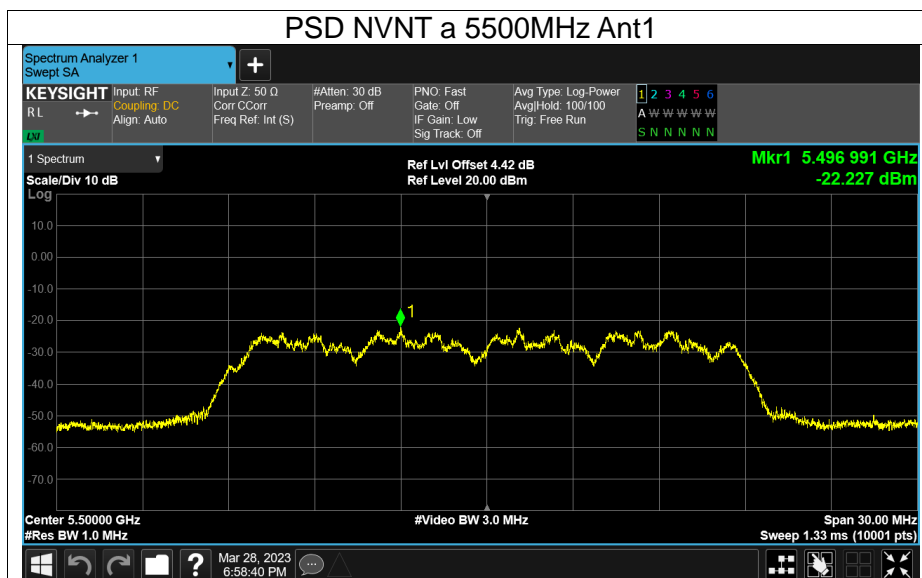 PSD NVNT a 5500MHz Ant1
Spectrum Analyzer 1
Swept SA
+
KEYSIGHT
R L
LXI
Input: RF
Coupling: DC
Align: Auto
Input Z: 50 Ω
Corr CCorr
Freq Ref: Int (S)
#Atten: 30 dB
Preamp: Off
PNO: Fast
Gate: Off
IF Gain: Low
Sig Track: Off
Avg Type: Log-Power
Avg|Hold: 100/100
Trig: Free Run
1 2 3 4 5 6
A W W W W W
S N N N N N
1 Spectrum
Scale/Div 10 dB
Ref Lvl Offset 4.42 dB
Ref Level 20.00 dBm
Mkr1 5.496 991 GHz
-22.227 dBm
Log
10.0
0.00
-10.0
-20.0
-30.0
-40.0
-50.0
-60.0
-70.0
1
Center 5.50000 GHz
#Res BW 1.0 MHz
#Video BW 3.0 MHz
Span 30.00 MHz
Sweep 1.33 ms (10001 pts)
?
Mar 28, 2023
6:58:40 PM